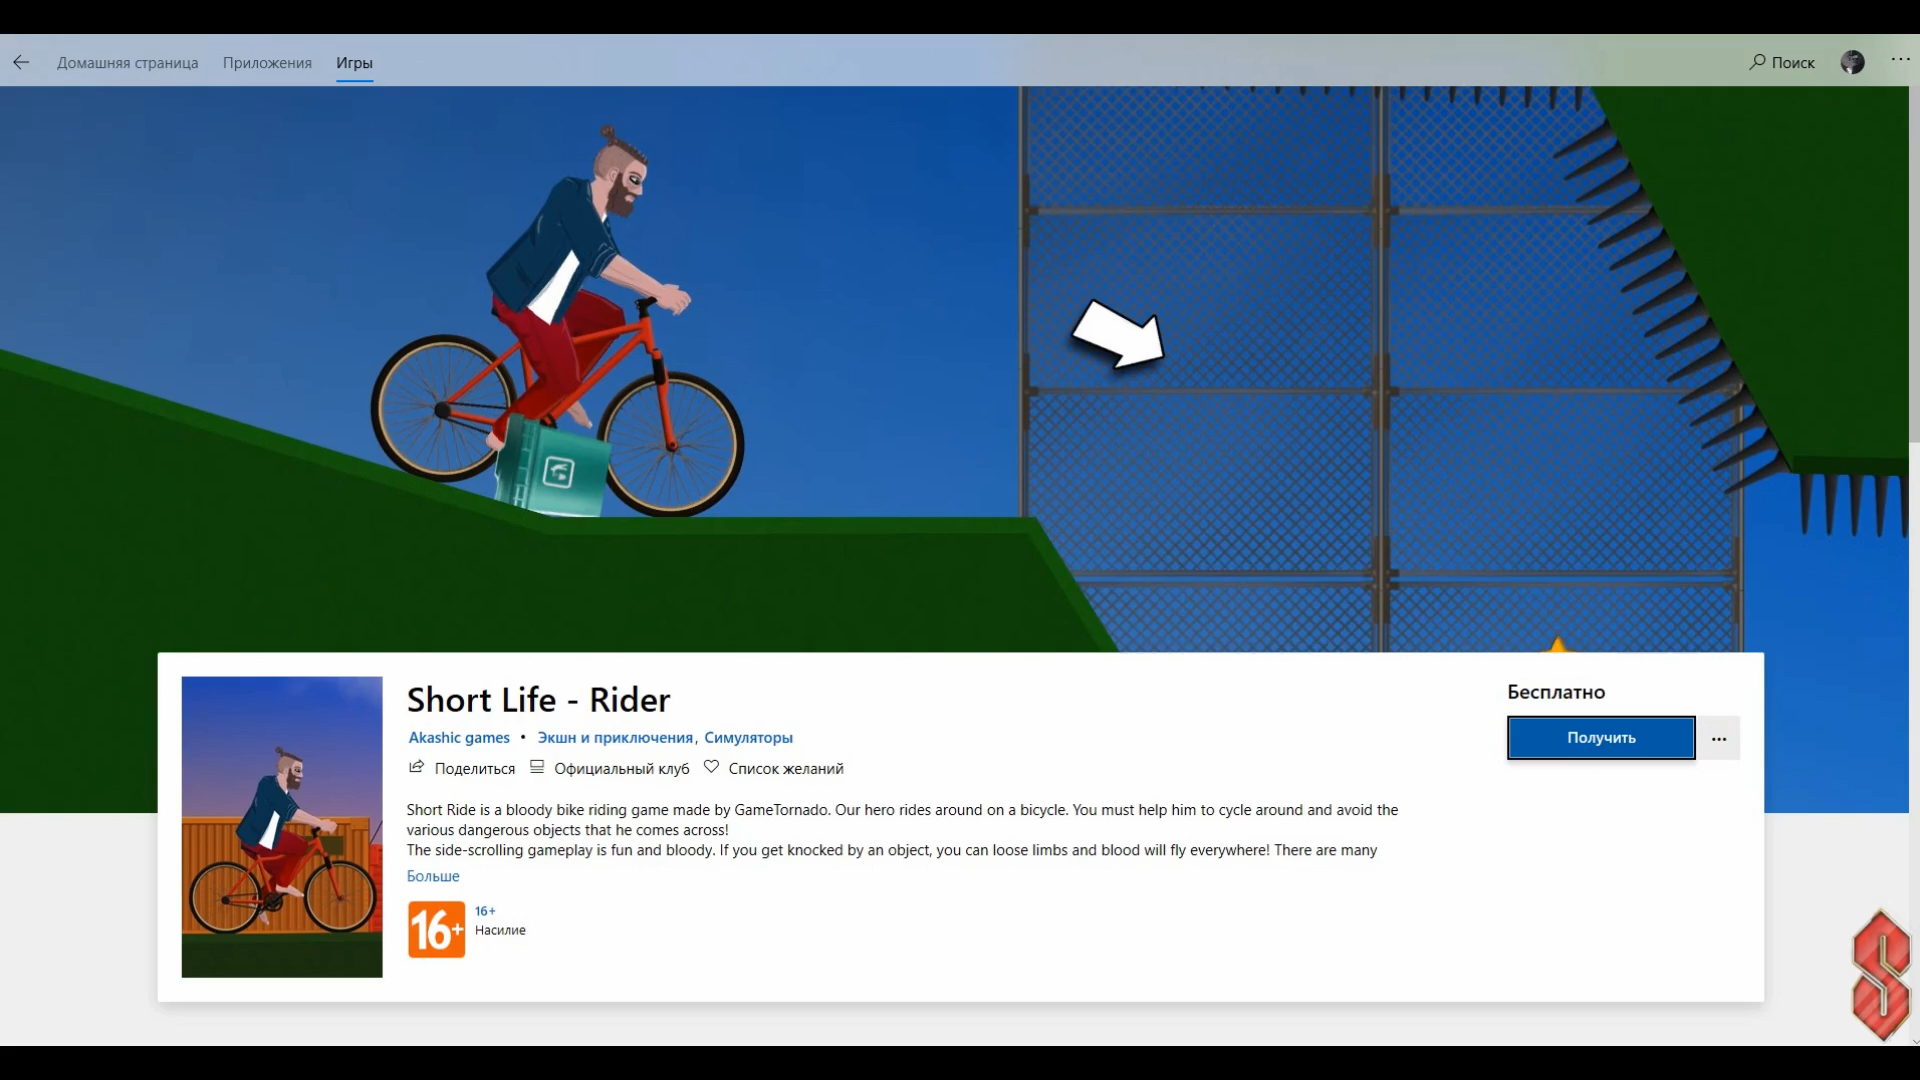 Домашняя страница Приложения Игры Поиск
Short Life - Rider
Бесплатно
Akashic games • Экшн и приключения, Симуляторы
Получить
Поделиться Официальный клуб Список желаний
Short Ride is a bloody bike riding game made by GameTornado. Our hero rides around on a bicycle. You must help him to cycle around and avoid the
various dangerous objects that he comes across!
The side-scrolling gameplay is fun and bloody. If you get knocked by an object, you can loose limbs and blood will fly everywhere! There are many
Больше
16+
16+
Насилие